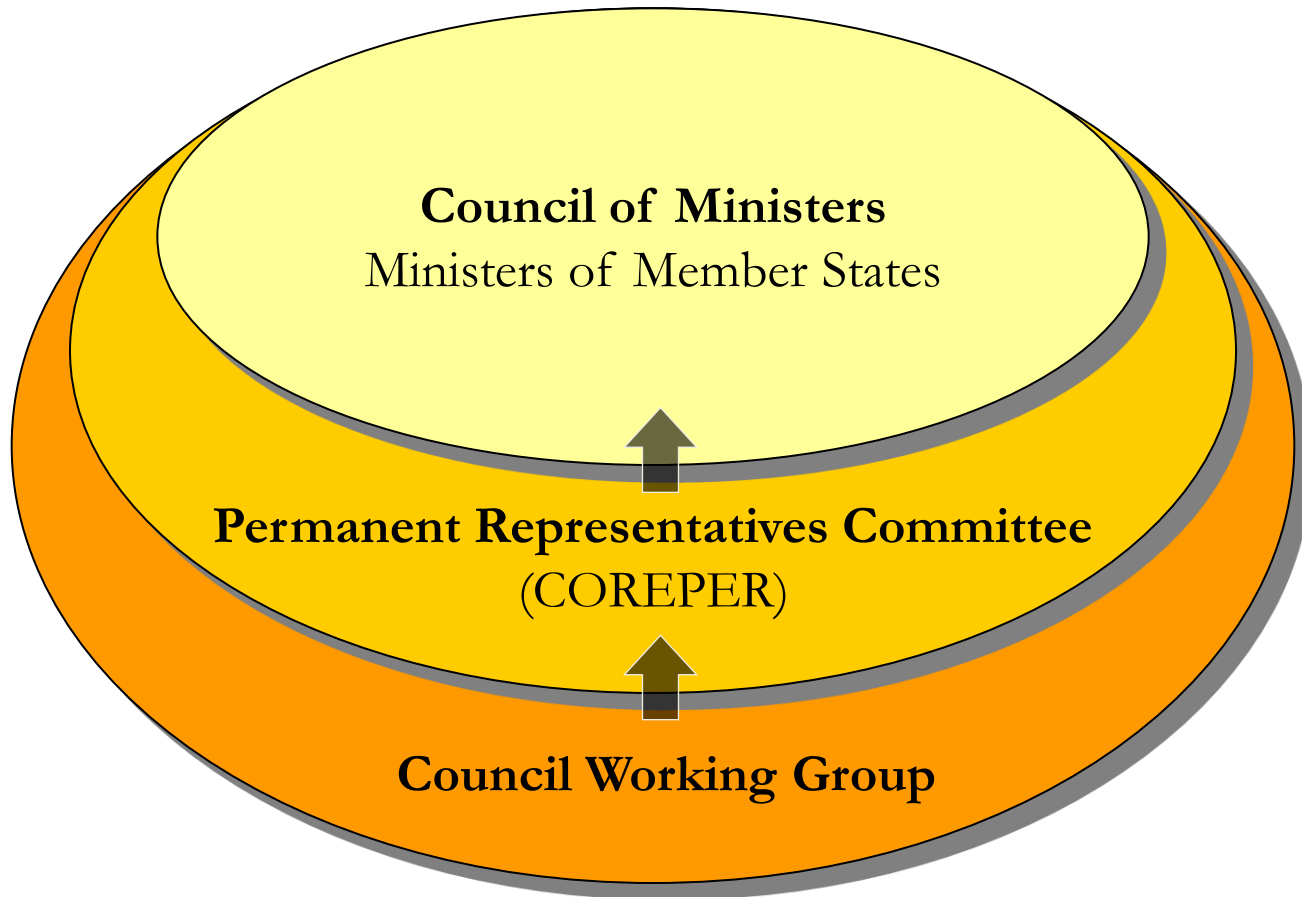 Council of Ministers
Ministers of Member States
Permanent Representatives Committee
(COREPER)
Council Working Group